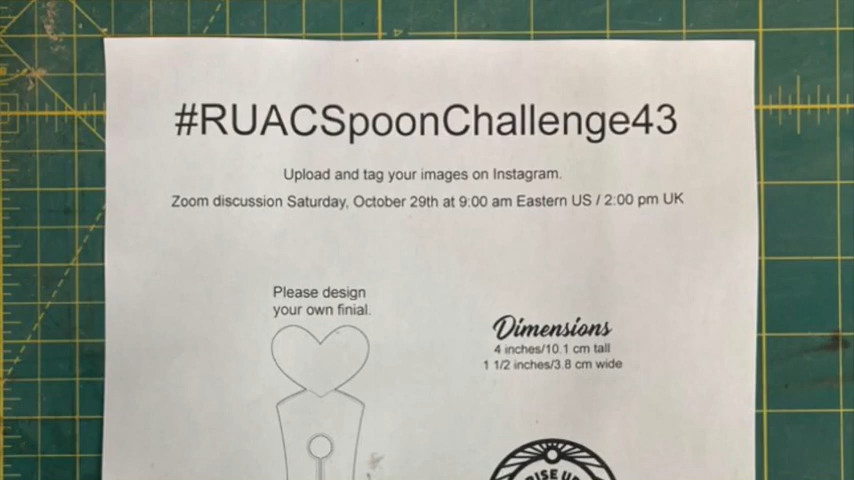 #RUACSpoonChallenge43
Upload and tag your images on Instagram.
Zoom discussion Saturday, October 29th at 9:00 am Eastern US / 2:00 pm UK
Please design
your own finial.
Dimensions
4 inches/10.1 cm tall
1 1/2 inches/3.8 cm wide
RISE UP